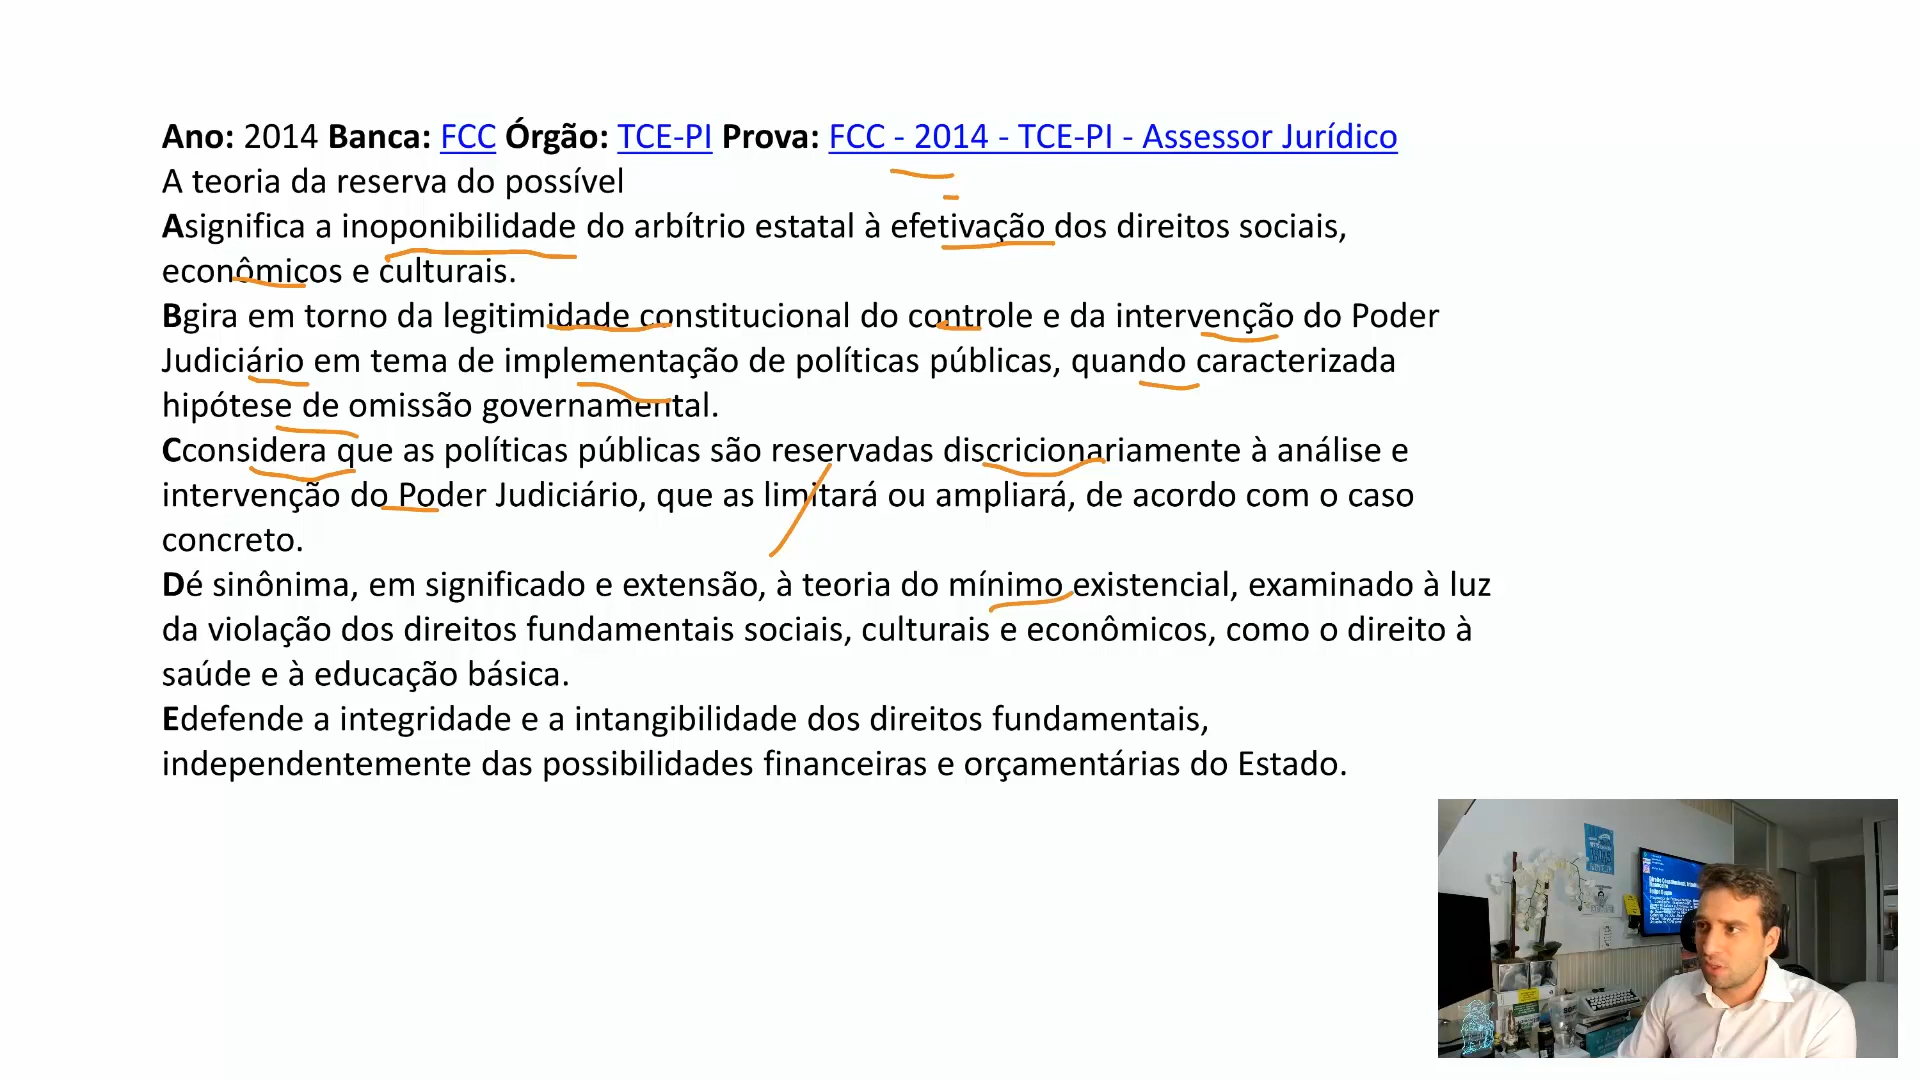 Ano: 2014 Banca: FCC Órgão: TCE-PI Prova: FCC - 2014 - TCE-PI - Assessor Jurídico
A teoria da reserva do possível
Asignifica a inoponibilidade do arbítrio estatal à efetivação dos direitos sociais,
econômicos e culturais.
Bgira em torno da legitimidade constitucional do controle e da intervenção do Poder
Judiciário em tema de implementação de políticas públicas, quando caracterizada
hipótese de omissão governamental.
Cconsidera que as políticas públicas são reservadas discricionariamente à análise e
intervenção do Poder Judiciário, que as limitará ou ampliará, de acordo com o caso
concreto.
Dé sinônima, em significado e extensão, à teoria do mínimo existencial, examinado à luz
da violação dos direitos fundamentais sociais, culturais e econômicos, como o direito à
saúde e à educação básica.
Edefende a integridade e a intangibilidade dos direitos fundamentais,
independentemente das possibilidades financeiras e orçamentárias do Estado.